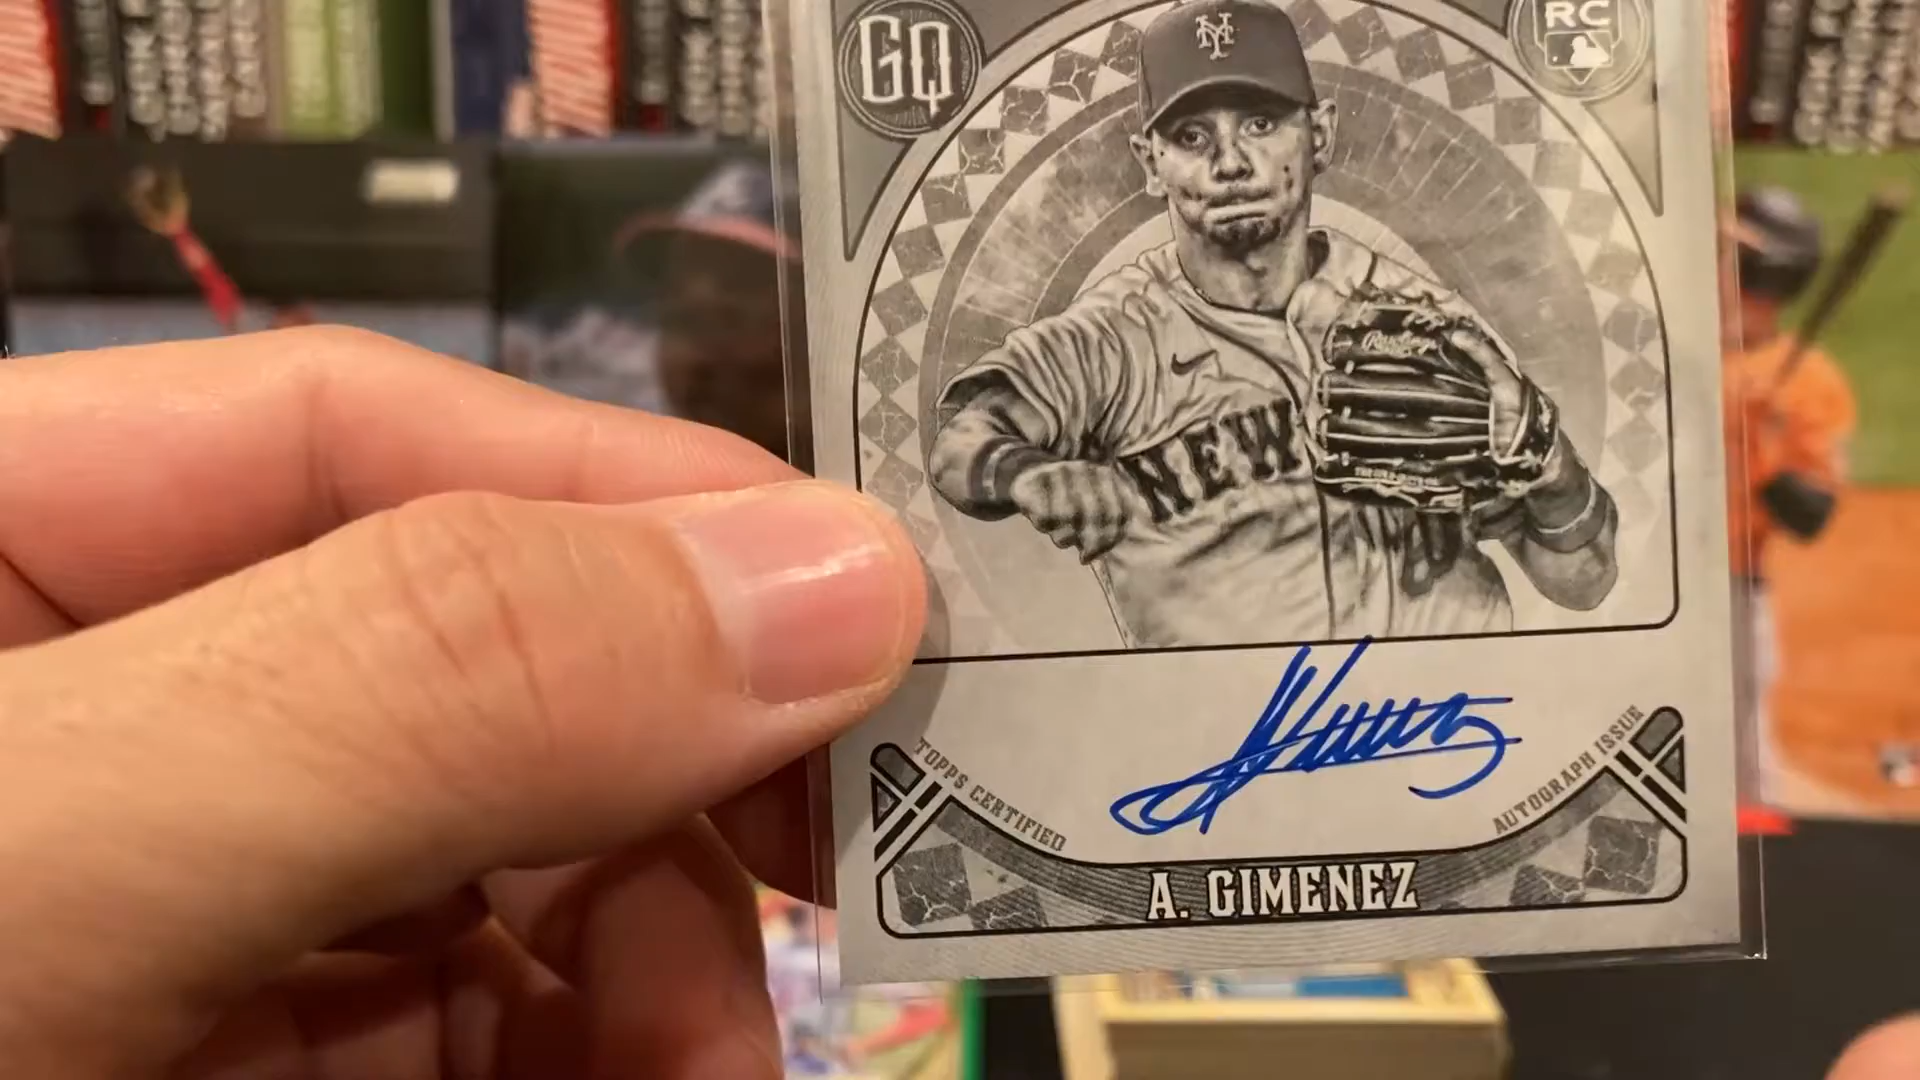 GQ
RC
NY
Rawlings
NEW
TOPPS CERTIFIED
AUTOGRAPH ISSUE
A. GIMENEZ